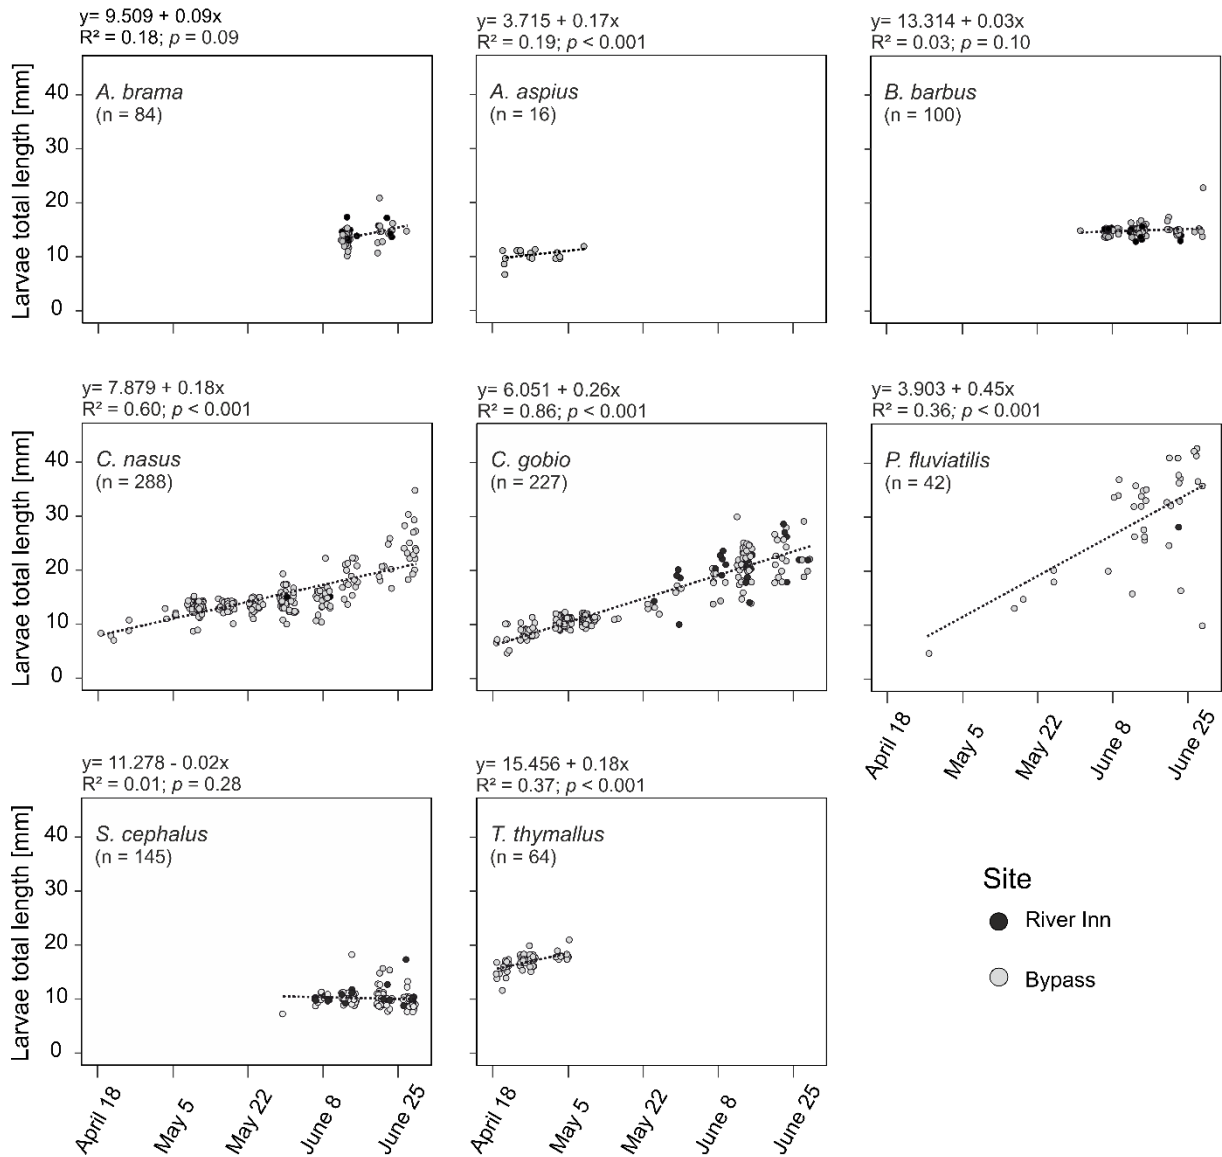 y= 9.509 + 0.09x
R² = 0.18; p = 0.09
y= 3.715 + 0.17x
R² = 0.19; p < 0.001
y= 13.314 + 0.03x
R² = 0.03; p = 0.10
Larvae total length [mm]
40
30
20
10
0
A. brama
(n = 84)
A. aspius
(n = 16)
B. barbus
(n = 100)
y= 7.879 + 0.18x
R² = 0.60; p < 0.001
y= 6.051 + 0.26x
R² = 0.86; p < 0.001
y= 3.903 + 0.45x
R² = 0.36; p < 0.001
Larvae total length [mm]
40
30
20
10
0
C. nasus
(n = 288)
C. gobio
(n = 227)
P. fluviatilis
(n = 42)
April 18
May 5
May 22
June 8
June 25
y= 11.278 - 0.02x
R² = 0.01; p = 0.28
y= 15.456 + 0.18x
R² = 0.37; p < 0.001
Larvae total length [mm]
40
30
20
10
0
S. cephalus
(n = 145)
T. thymallus
(n = 64)
April 18
May 5
May 22
June 8
June 25
April 18
May 5
May 22
June 8
June 25
Site
River Inn
Bypass